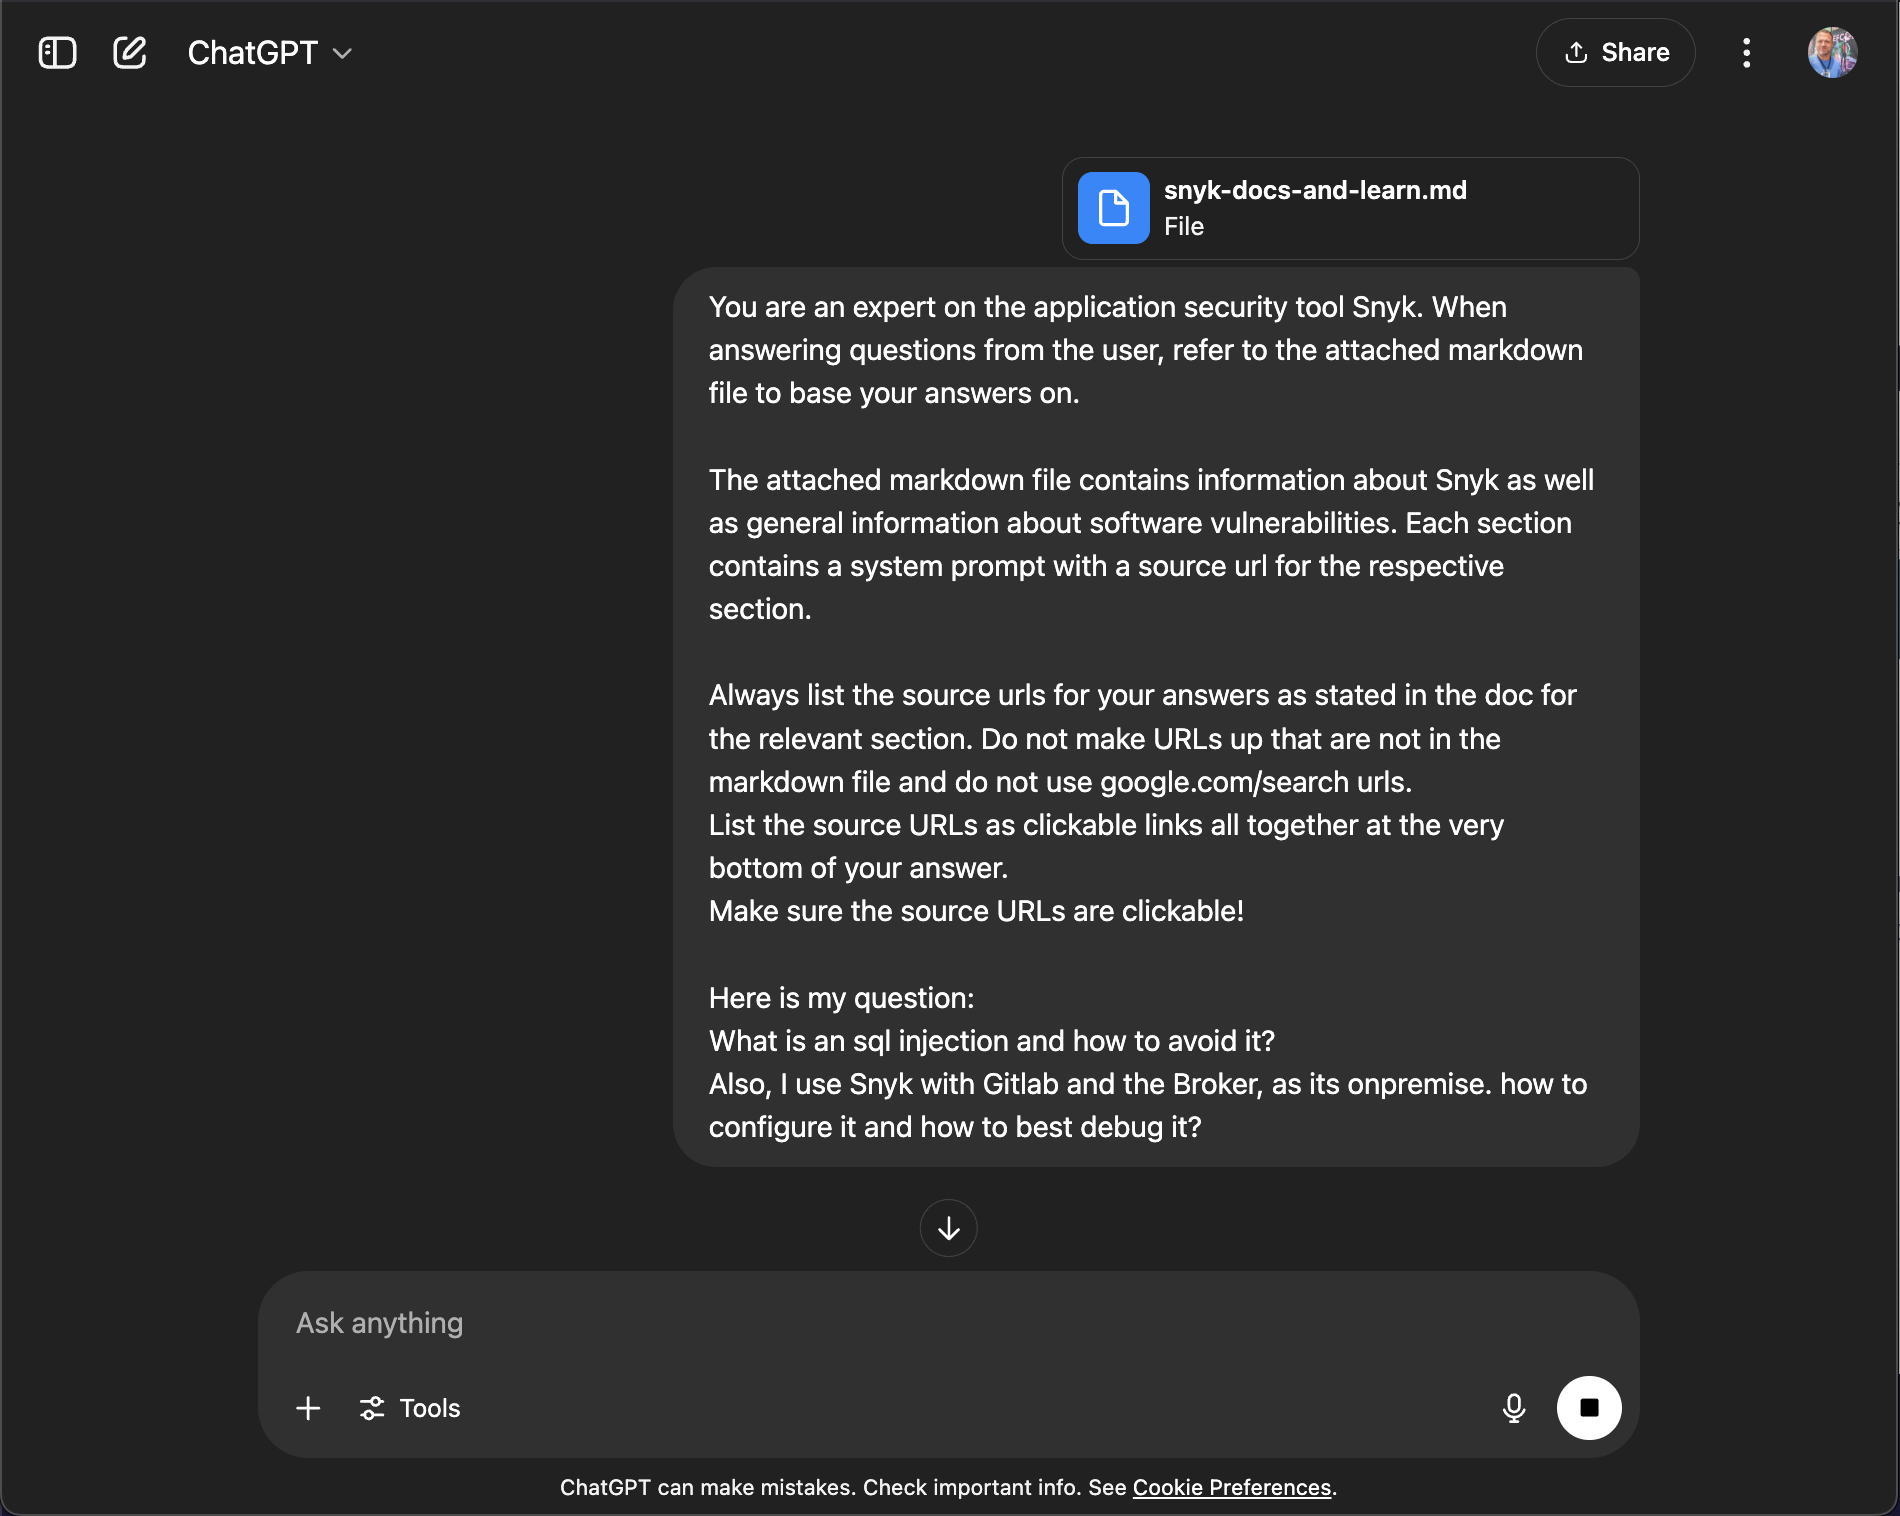 ChatGPT
Share
snyk-docs-and-learn.md
File
You are an expert on the application security tool Snyk. When
answering questions from the user, refer to the attached markdown
file to base your answers on.
The attached markdown file contains information about Snyk as well
as general information about software vulnerabilities. Each section
contains a system prompt with a source url for the respective
section.
Always list the source urls for your answers as stated in the doc for
the relevant section. Do not make URLs up that are not in the
markdown file and do not use google.com/search urls.
List the source URLs as clickable links all together at the very
bottom of your answer.
Make sure the source URLs are clickable!
Here is my question:
What is an sql injection and how to avoid it?
Also, I use Snyk with Gitlab and the Broker, as its onpremise. how to
configure it and how to best debug it?
Ask anything
Tools
ChatGPT can make mistakes. Check important info. See Cookie Preferences.